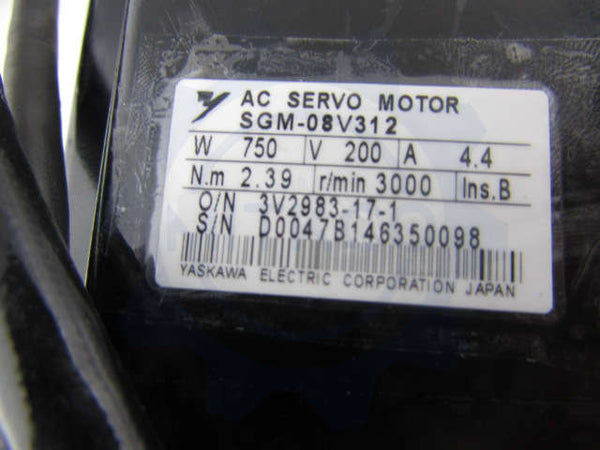 AC SERVO MOTOR
SGM-08V312
W 750 V 200 A 4.4
N.m 2.39 r/min 3000 Ins.B
O/N 3V2983-17-1
S/N D0047B146350098
YASKAWA ELECTRIC CORPORATION JAPAN